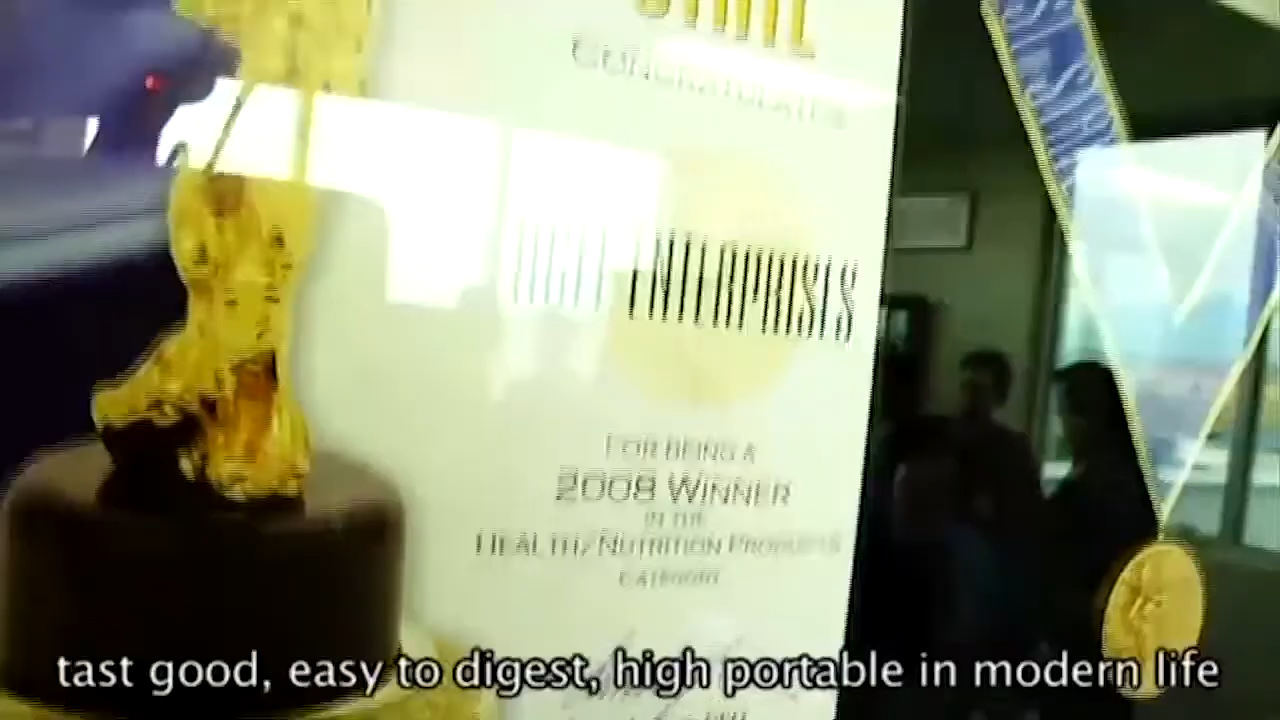 CONGRATULATES
ENTERPRISES
FOR BEING A
2008 WINNER
IN THE
HEALTH/NUTRITION PRODUCTS
CATEGORY
tast good, easy to digest, high portable in modern life